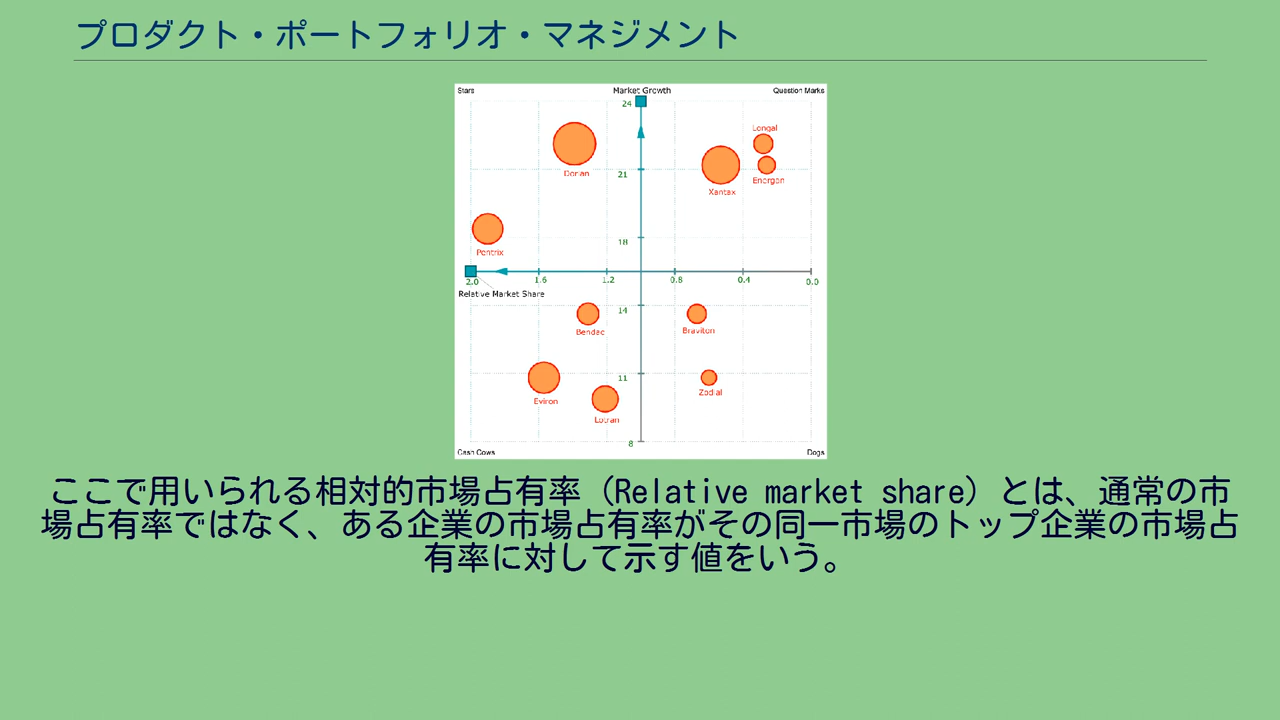 プロダクト・ポートフォリオ・マネジメント
Stars
Market Growth
Question Marks
24
Longal
Dorian
21
Xantax
Energan
Pentrix
18
2.0
1.6
1.2
0.8
0.4
0.0
Relative Market Share
14
Bendac
Braviton
11
Eviron
Zodial
Lotran
8
Cash Cows
Dogs
ここで用いられる相対的市場占有率（Relative market share）とは、通常の市
場占有率ではなく、ある企業の市場占有率がその同一市場のトップ企業の市場占
有率に対して示す値をいう。